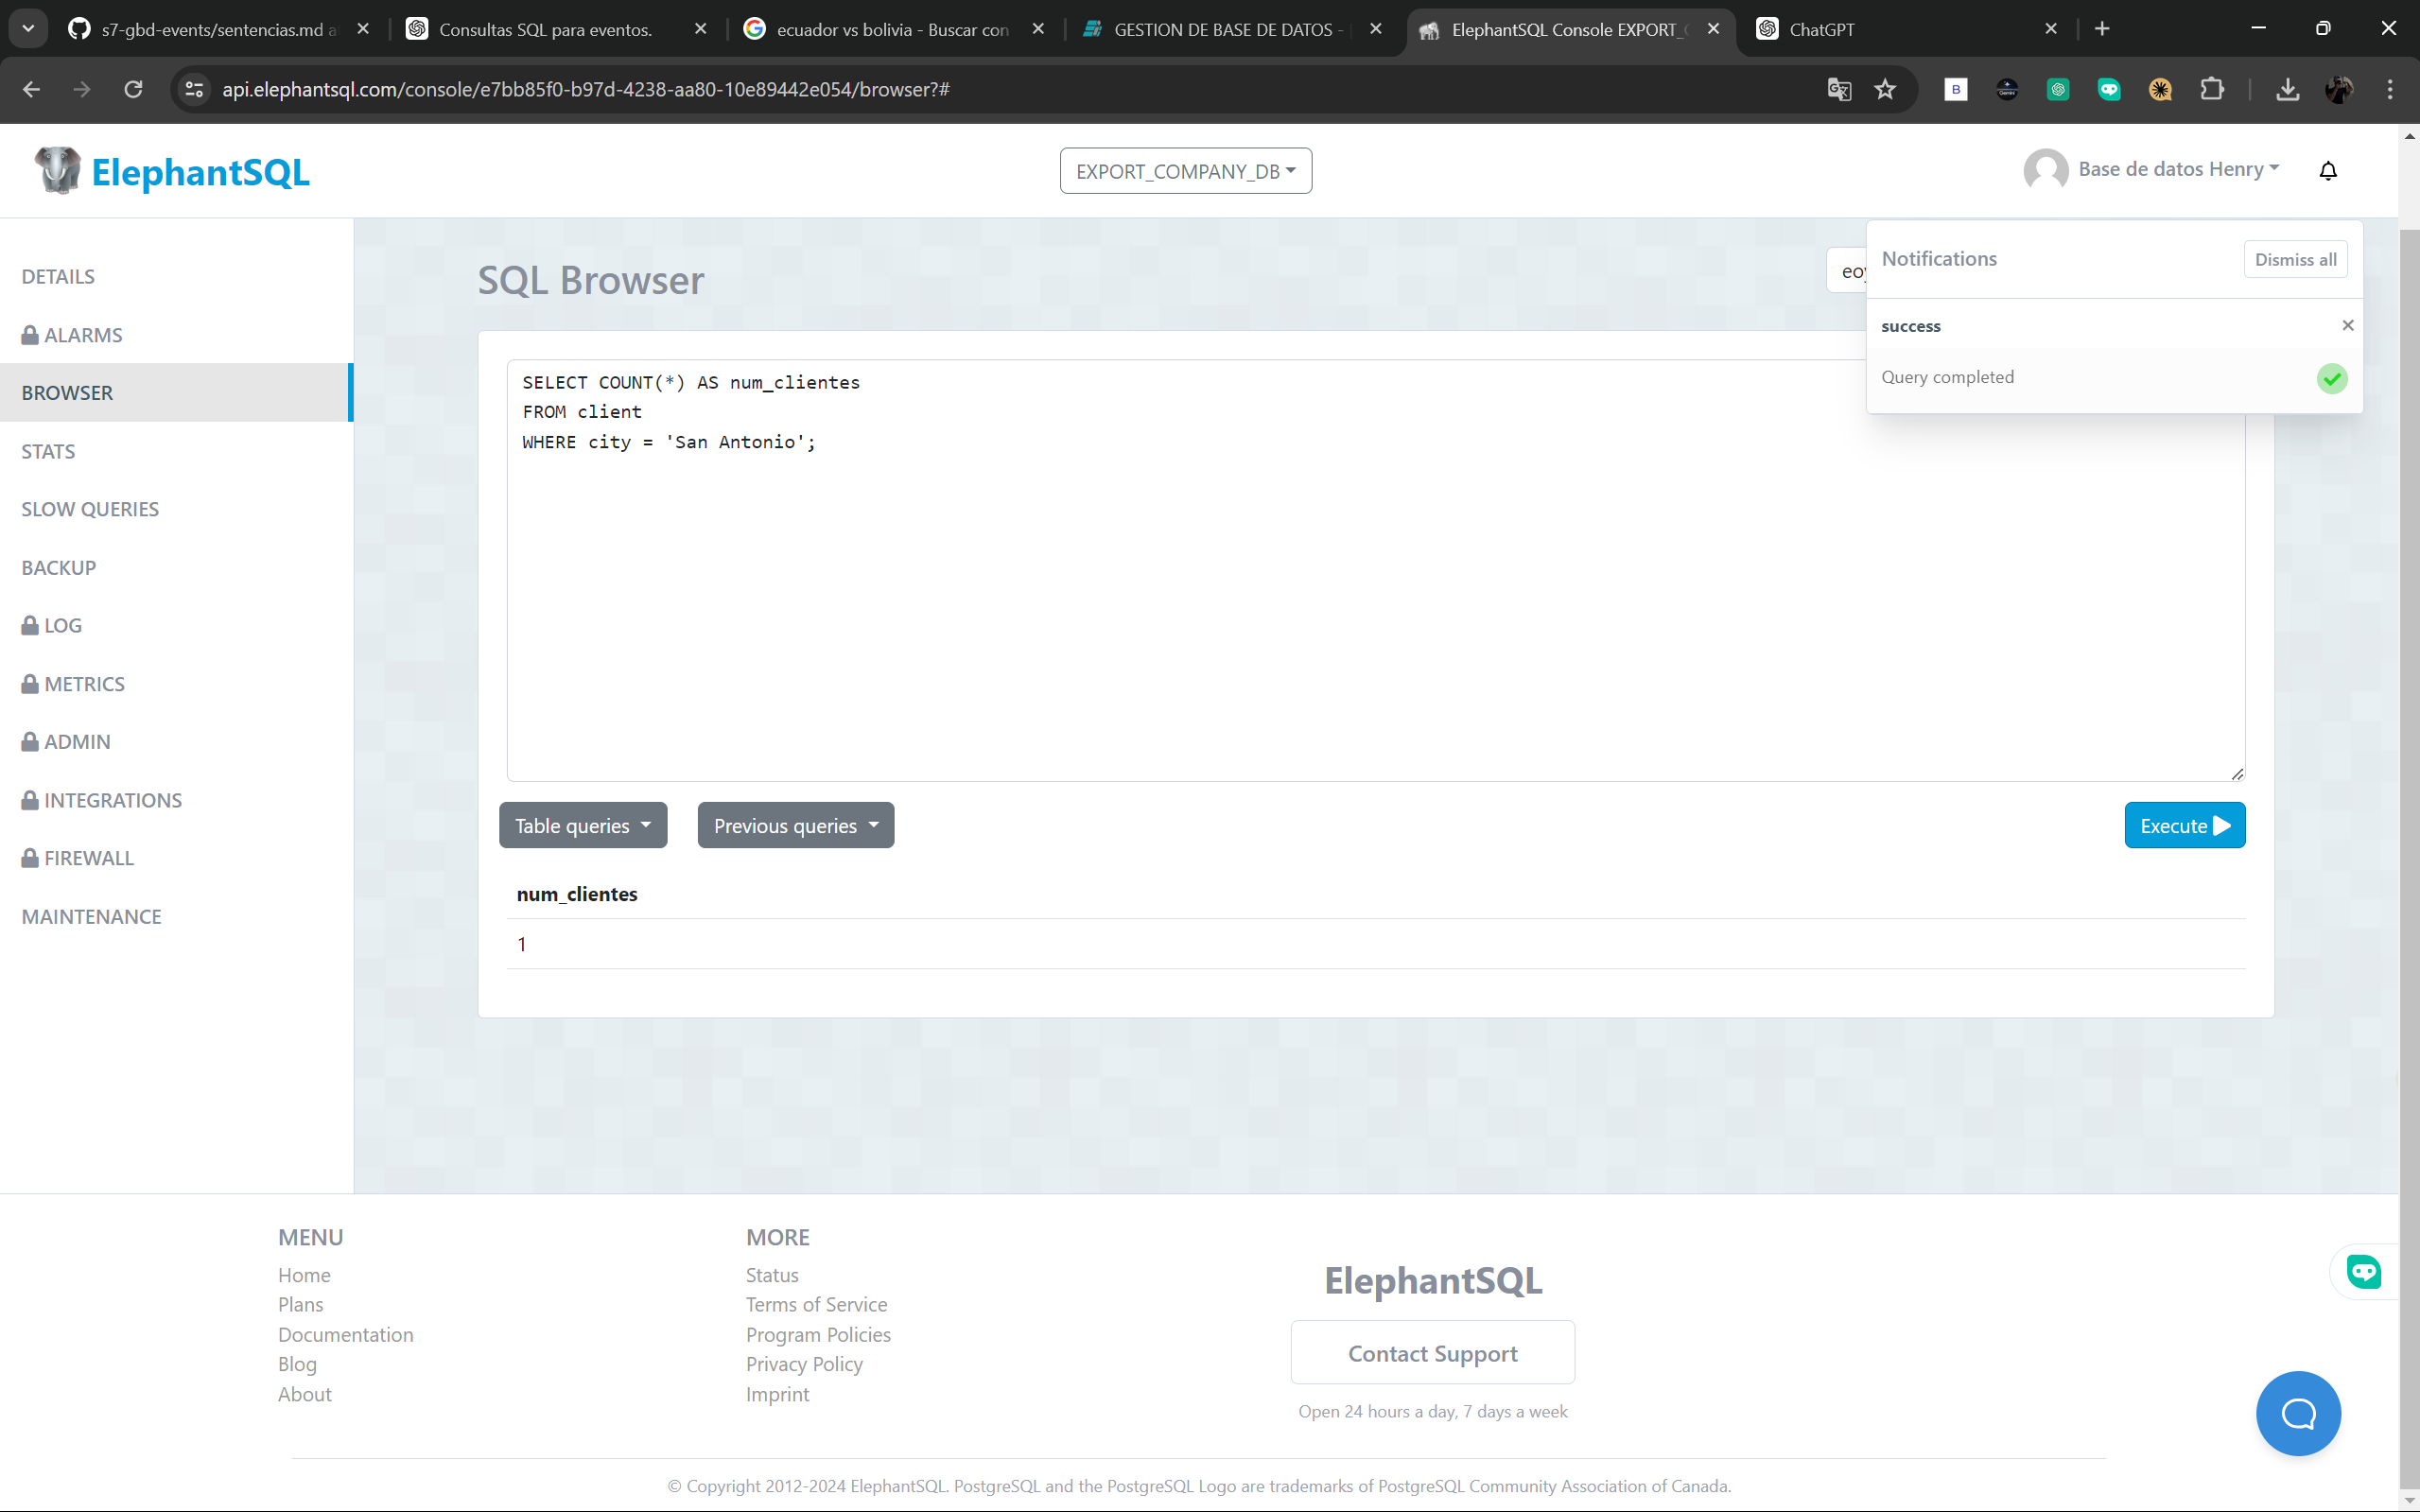 s7-gbd-events/sentencias.md a
Consultas SQL para eventos.
ecuador vs bolivia - Buscar con
GESTION DE BASE DE DATOS -
ElephantSQL Console EXPORT_
ChatGPT
api.elephantsql.com/console/e7bb85f0-b97d-4238-aa80-10e89442e054/browser?#
ElephantSQL
EXPORT_COMPANY_DB
Base de datos Henry
DETAILS
ALARMS
BROWSER
STATS
SLOW QUERIES
BACKUP
LOG
METRICS
ADMIN
INTEGRATIONS
FIREWALL
MAINTENANCE
SQL Browser
Notifications
Dismiss all
success
Query completed
SELECT COUNT(*) AS num_clientes
FROM client
WHERE city = 'San Antonio';
Table queries
Previous queries
Execute
num_clientes
1
MENU
Home
Plans
Documentation
Blog
About
MORE
Status
Terms of Service
Program Policies
Privacy Policy
Imprint
ElephantSQL
Contact Support
Open 24 hours a day, 7 days a week
© Copyright 2012-2024 ElephantSQL. PostgreSQL and the PostgreSQL Logo are trademarks of PostgreSQL Community Association of Canada.